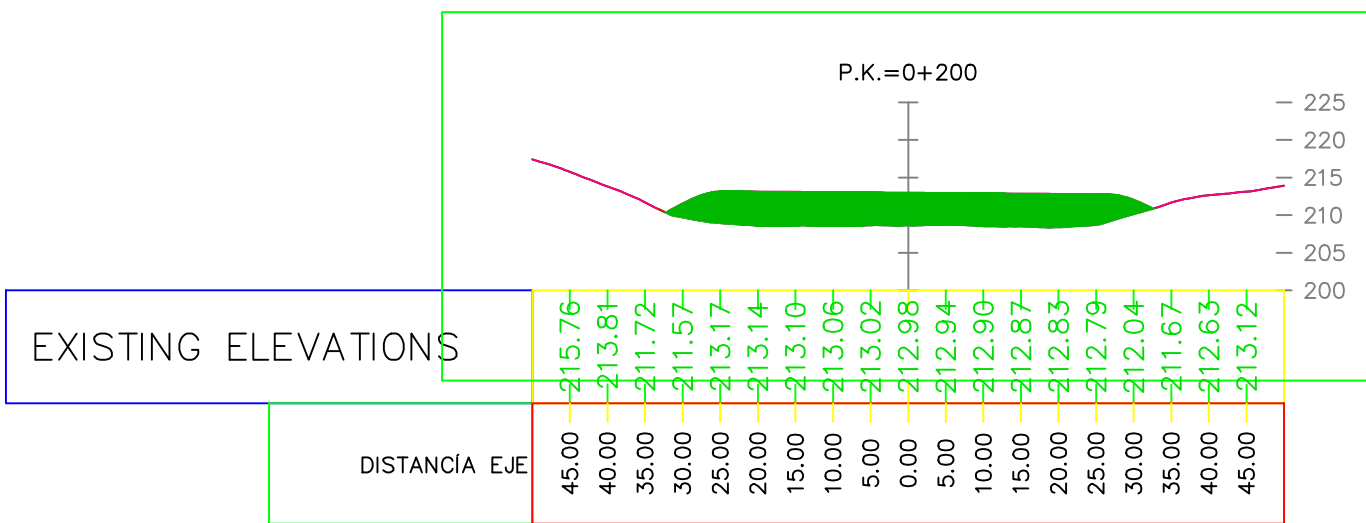 P.K.=0+200
225
220
215
210
205
200
EXISTING ELEVATIONS
215.76 213.81 211.72 211.57 213.17 213.14 213.10 213.06 213.02 212.98 212.94 212.90 212.87 212.83 212.79 212.04 211.67 212.63 213.12
DISTANCÍA EJE
45.00 40.00 35.00 30.00 25.00 20.00 15.00 10.00 5.00 0.00 5.00 10.00 15.00 20.00 25.00 30.00 35.00 40.00 45.00